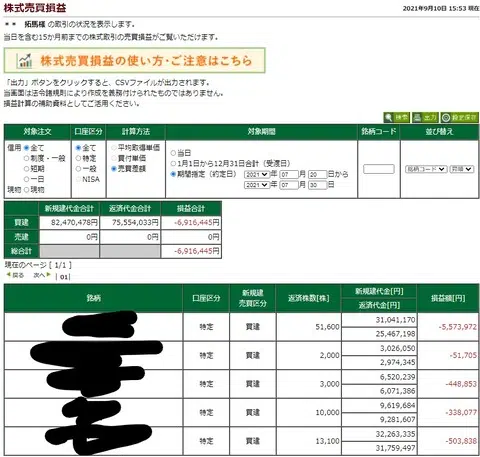 株式売買損益
2021年9月10日 15:53 現在
＊＊ 拓馬様 の取引の状況を表示します。
当日を含む15か月前までの株式取引の売買損益がご覧いただけます。
株式売買損益の使い方･ご注意はこちら
「出力」ボタンをクリックすると、CSVファイルが出力されます。
当画面は法令諸規則により作成を義務付けられたものではありません。
損益計算の補助資料としてご活用ください。
検索 出力 設定保存
対象注文 口座区分 計算方法 対象期間 銘柄コード 並び替え
信用 全て 全て 平均取得単価 当日
制度・一般 特定 買付単価 1月1日から12月31日合計（受渡日）
短期 一般 売買差額 期間指定（約定日） 2021年 07 月 20 日から 銘柄コード 昇順
一日 NISA 2021年 07 月 30 日
現物 現物
新規建代金合計 返済代金合計 損益合計
買建 82,470,478円 75,554,033円 -6,916,445円
売建 0円 0円 0円
総合計 -6,916,445円
現在のページ [ 1/1 ]
戻る 次へ | 01|
銘柄 口座区分 新規建売買区分 返済株数[株] 新規建代金[円] 返済代金[円] 損益額[円]
特定 買建 51,600 31,041,170 25,467,198 -5,573,972
特定 買建 2,000 3,026,050 2,974,345 -51,705
特定 買建 3,000 6,520,239 6,071,386 -448,853
特定 買建 10,000 9,619,684 9,281,607 -338,077
特定 買建 13,100 32,263,335 31,759,497 -503,838